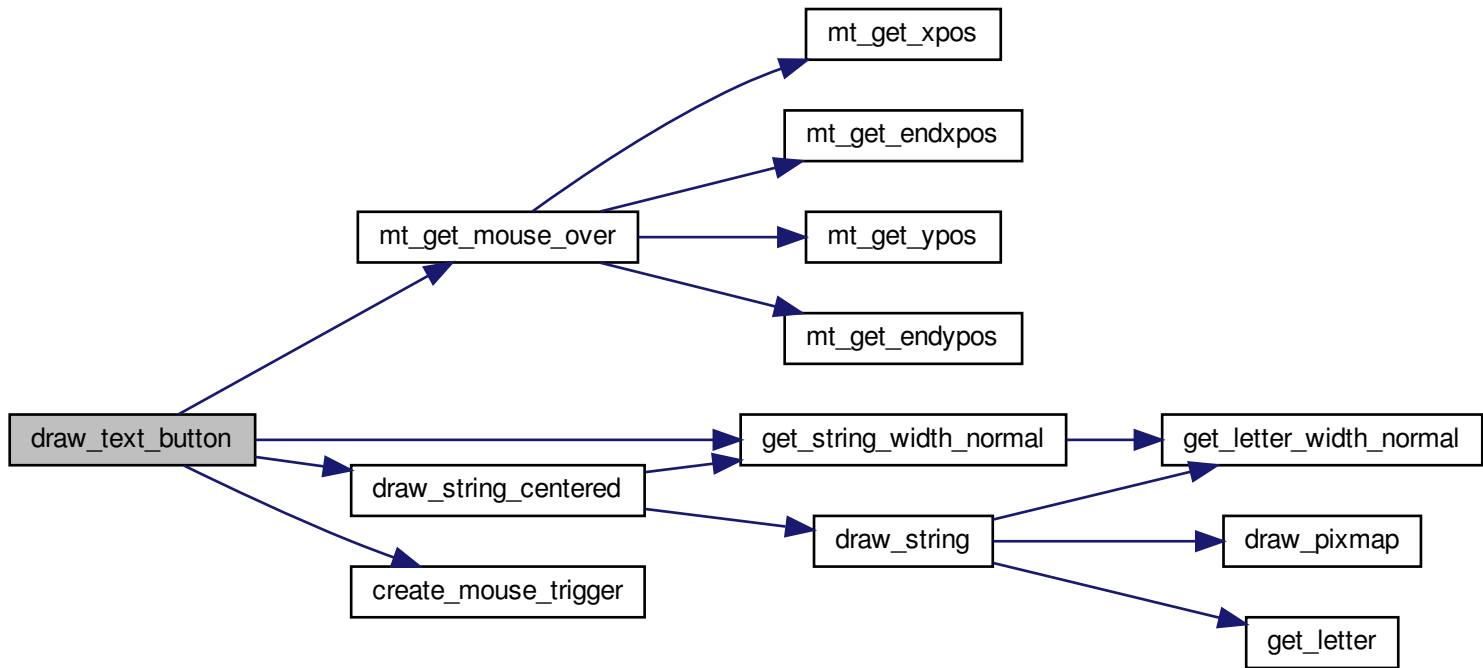 mt_get_xpos
mt_get_endxpos
mt_get_mouse_over
mt_get_ypos
mt_get_endypos
draw_text_button
get_string_width_normal
get_letter_width_normal
draw_string_centered
draw_string
draw_pixmap
create_mouse_trigger
get_letter